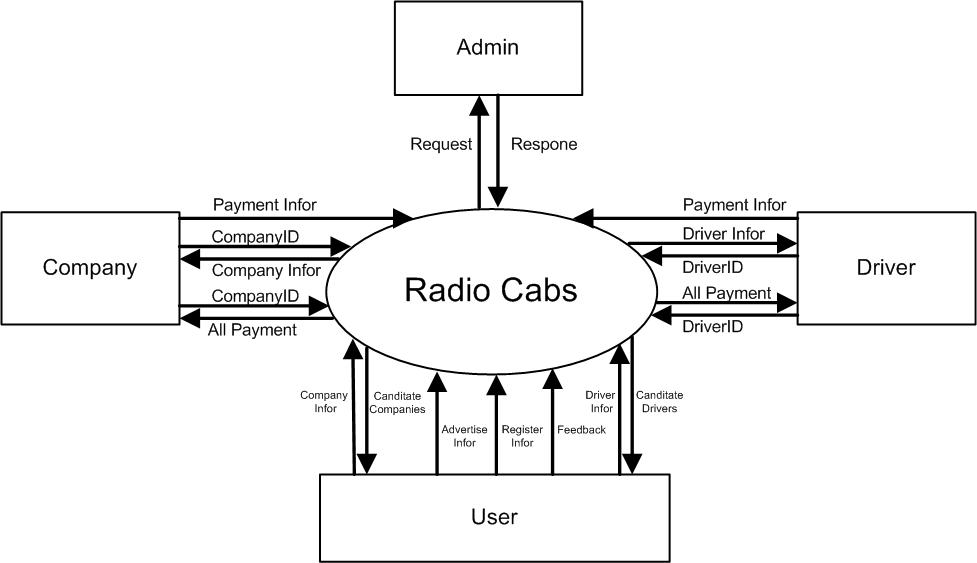 Admin
Request
Respone
Payment Infor
Payment Infor
CompanyID
Driver Infor
Company
Company Infor
Radio Cabs
DriverID
Driver
CompanyID
All Payment
All Payment
DriverID
Company
Infor
Canditate
Companies
Advertise
Infor
Register
Infor
Feedback
Driver
Infor
Canditate
Drivers
User